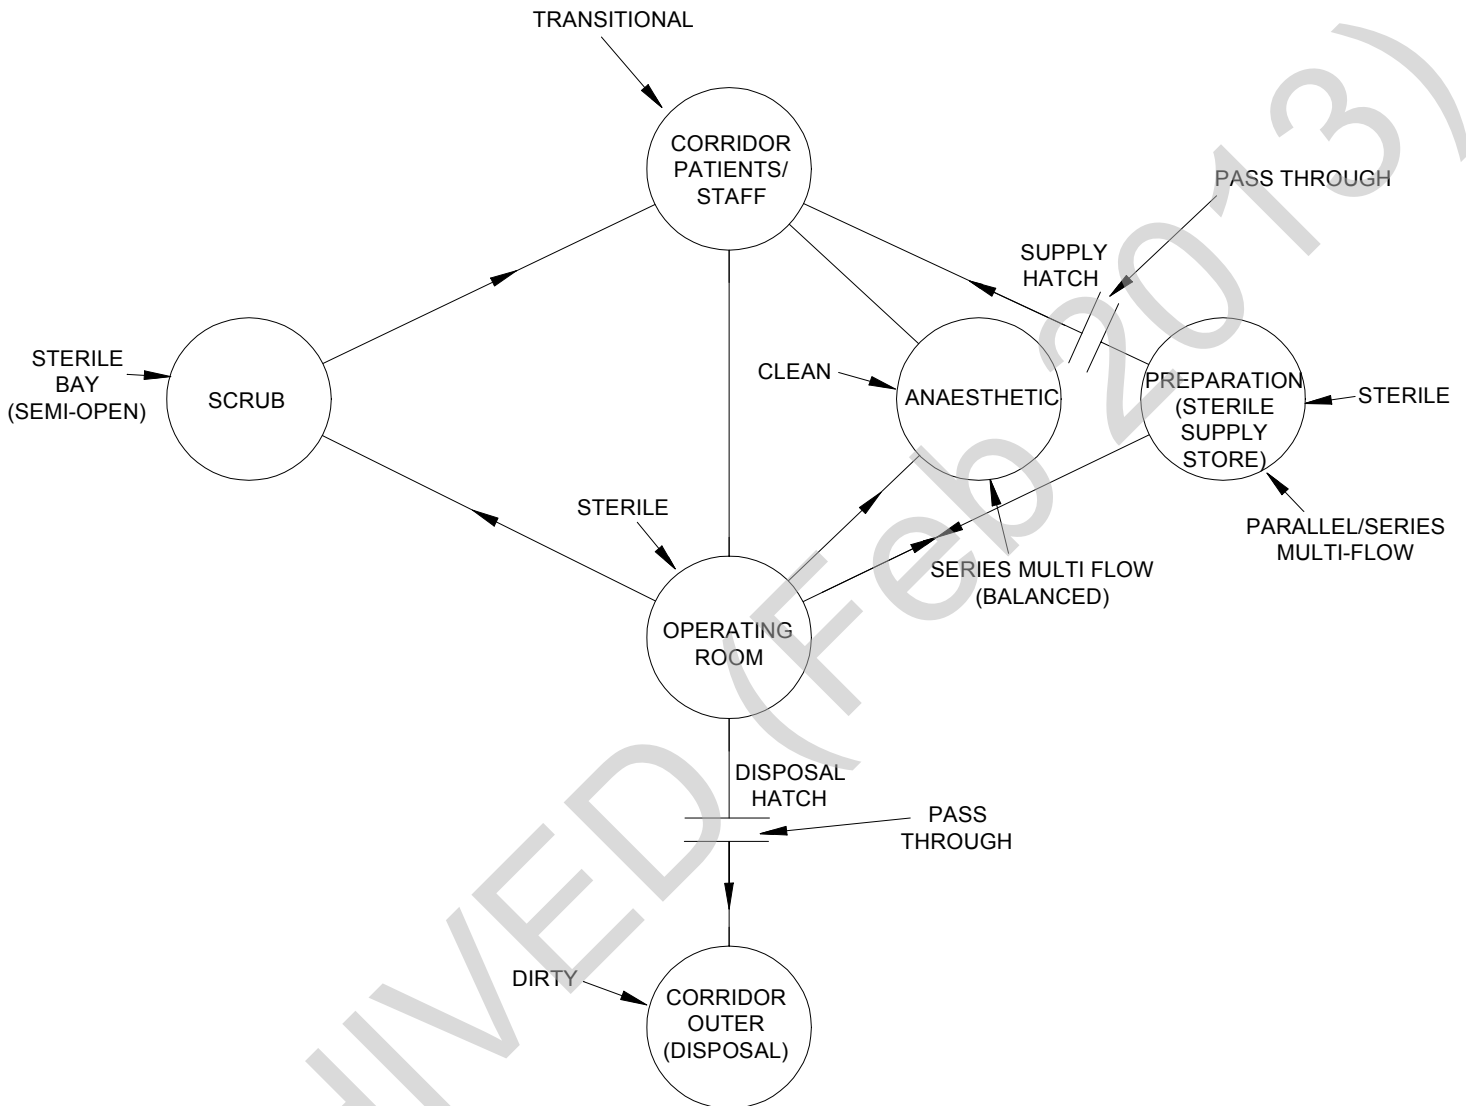 TRANSITIONAL
CORRIDOR
PATIENTS/
STAFF
PASS THROUGH
SUPPLY
HATCH
STERILE
BAY
(SEMI-OPEN)
SCRUB
CLEAN
ANAESTHETIC
PREPARATION
(STERILE
SUPPLY
STORE)
STERILE
STERILE
SERIES MULTI FLOW
(BALANCED)
PARALLEL/SERIES
MULTI-FLOW
OPERATING
ROOM
DISPOSAL
HATCH
PASS
THROUGH
DIRTY
CORRIDOR
OUTER
(DISPOSAL)
HIVED (Feb 2013)